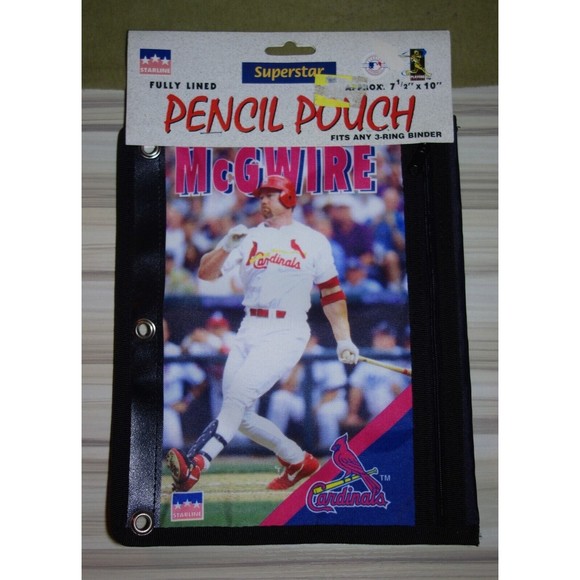 STARLINE
Superstar
FULLY LINED
APPROX. 7 1/2" x 10"
PENCIL POUCH
FITS ANY 3-RING BINDER
McGWIRE
Cardinals
Cardinals TM
STARLINE